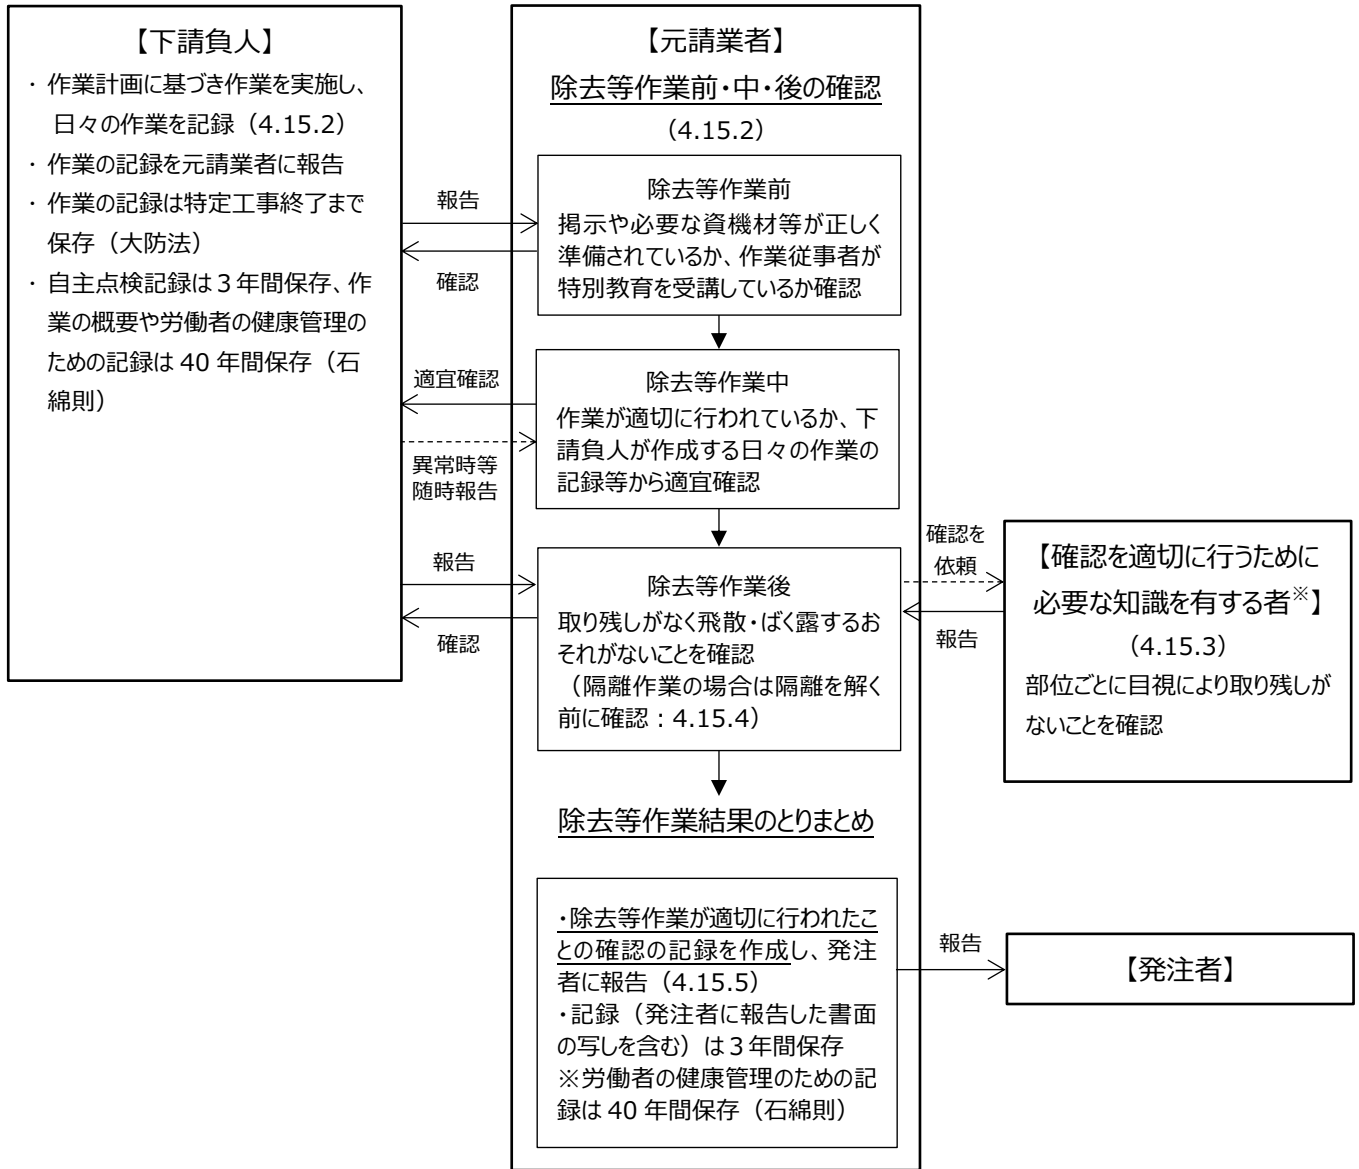 【下請負人】
・ 作業計画に基づき作業を実施し、
日々の作業を記録（4.15.2）
・ 作業の記録を元請業者に報告
・ 作業の記録は特定工事終了まで
保存（大防法）
・ 自主点検記録は３年間保存、作
業の概要や労働者の健康管理の
ための記録は 40 年間保存（石
綿則）
報告
確認
適宜確認
異常時等
随時報告
報告
確認
【元請業者】
除去等作業前・中・後の確認
（4.15.2）
除去等作業前
掲示や必要な資機材等が正しく
準備されているか、作業従事者が
特別教育を受講しているか確認
除去等作業中
作業が適切に行われているか、下
請負人が作成する日々の作業の
記録等から適宜確認
除去等作業後
取り残しがなく飛散・ばく露するお
それがないことを確認
（隔離作業の場合は隔離を解く
前に確認：4.15.4）
確認を
依頼
報告
【確認を適切に行うために
必要な知識を有する者※】
（4.15.3）
部位ごとに目視により取り残しが
ないことを確認
除去等作業結果のとりまとめ
・除去等作業が適切に行われたこ
との確認の記録を作成し、発注
者に報告（4.15.5）
・記録（発注者に報告した書面
の写しを含む）は３年間保存
※労働者の健康管理のための記
録は 40 年間保存（石綿則）
報告
【発注者】